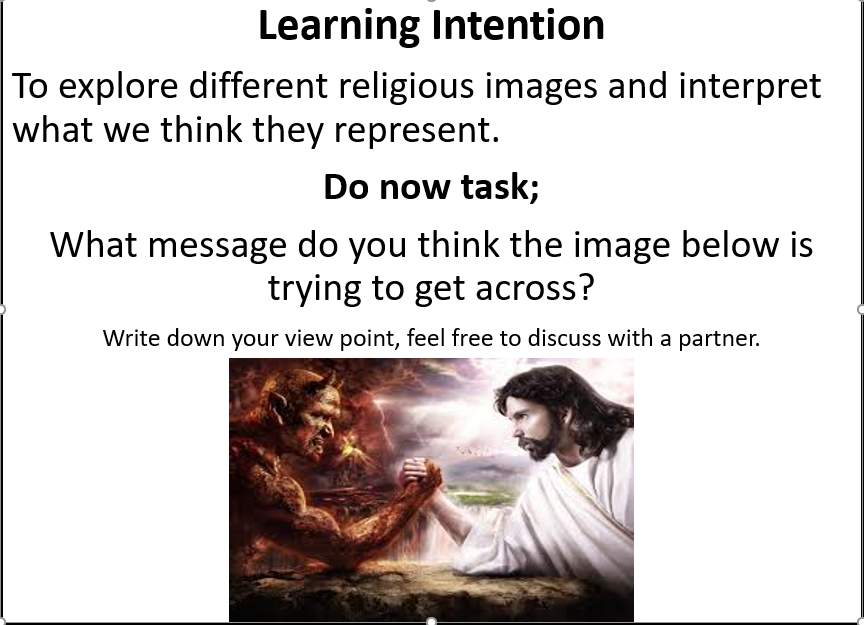 Learning Intention
To explore different religious images and interpret
what we think they represent.
Do now task;
What message do you think the image below is
trying to get across?
Write down your view point, feel free to discuss with a partner.